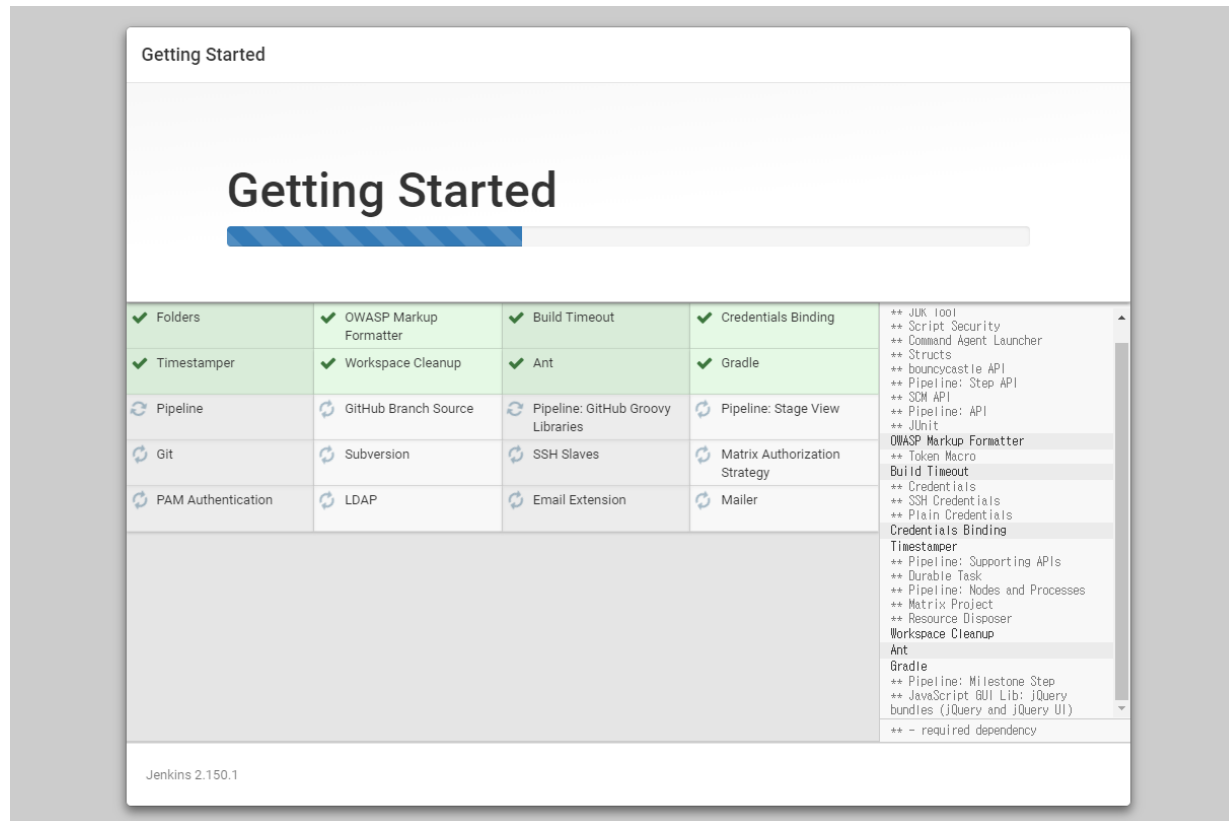 Getting Started
Getting Started
Folders
OWASP Markup
Formatter
Build Timeout
Credentials Binding
Timestamper
Workspace Cleanup
Ant
Gradle
Pipeline
GitHub Branch Source
Pipeline: GitHub Groovy
Libraries
Pipeline: Stage View
Git
Subversion
SSH Slaves
Matrix Authorization
Strategy
PAM Authentication
LDAP
Email Extension
Mailer
** JDK Tool
** Script Security
** Command Agent Launcher
** Structs
** bouncycastle API
** Pipeline: Step API
** SCM API
** Pipeline: API
** JUnit
OWASP Markup Formatter
** Token Macro
Build Timeout
** Credentials
** SSH Credentials
** Plain Credentials
Credentials Binding
Timestamper
** Pipeline: Supporting APIs
** Durable Task
** Pipeline: Nodes and Processes
** Matrix Project
** Resource Disposer
Workspace Cleanup
Ant
Gradle
** Pipeline: Milestone Step
** JavaScript GUI Lib: jQuery
bundles (jQuery and jQuery UI)
** - required dependency
Jenkins 2.150.1